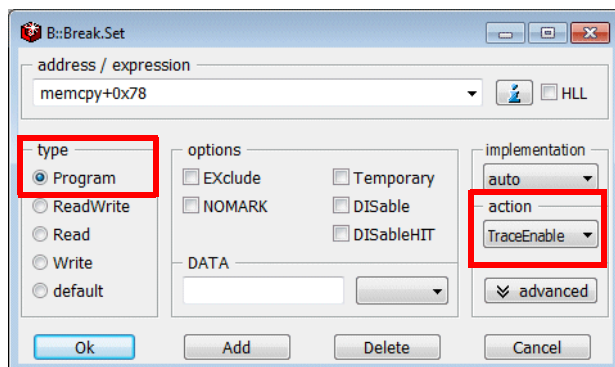 B::Break.Set
address / expression
memcpy+0x78
i
HLL
type
options
implementation
Program
EXclude
Temporary
auto
ReadWrite
NOMARK
DISable
action
Read
DISableHIT
TraceEnable
Write
DATA
default
advanced
Ok
Add
Delete
Cancel